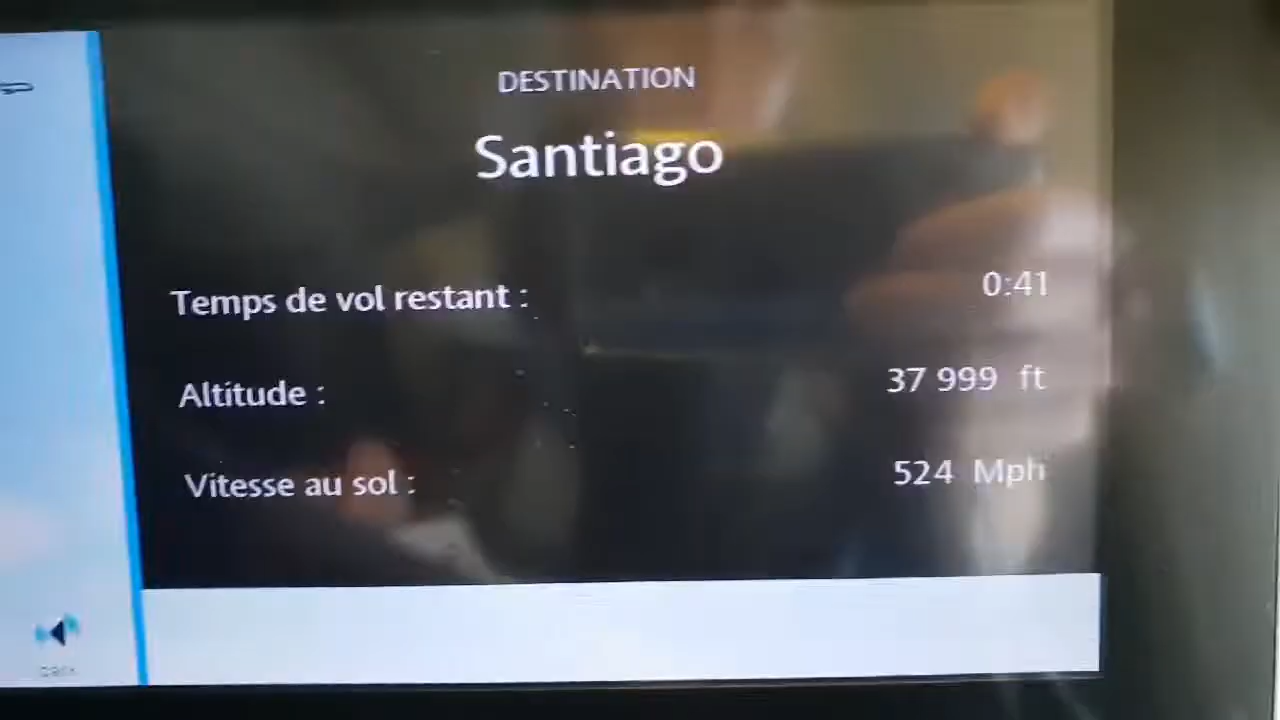 DESTINATION
Santiago
Temps de vol restant : 0:41
Altitude : 37 999 ft
Vitesse au sol : 524 Mph